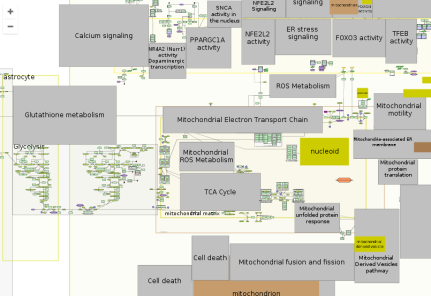 NFE2L2
Signaling
signaling
mitochondrion
FOXO3
activity
SNCA
activity in
the nucleus
Calcium signaling
NR4A2 (Nurr1)
activity
Dopaminergic
transcription
PPARGC1A
activity
NFE2L2
activity
ER stress
signaling
FOXO3 activity
TFEB
activity
astrocyte
ROS Metabolism
Glutathione metabolism
Mitochondrial Electron Transport Chain
Mitochondrial
motility
Glycolysis
Mitochondrial
ROS Metabolism
nucleoid
Mitochondria-associated ER
membrane
Mitochondrial
protein
translation
TCA Cycle
mitochondrial matrix
Mitochondrial
unfolded protein
response
Cell death
Mitochondrial fusion and fission
Mitochondrial
Derived Vesicles
pathway
Cell death
mitochondrion